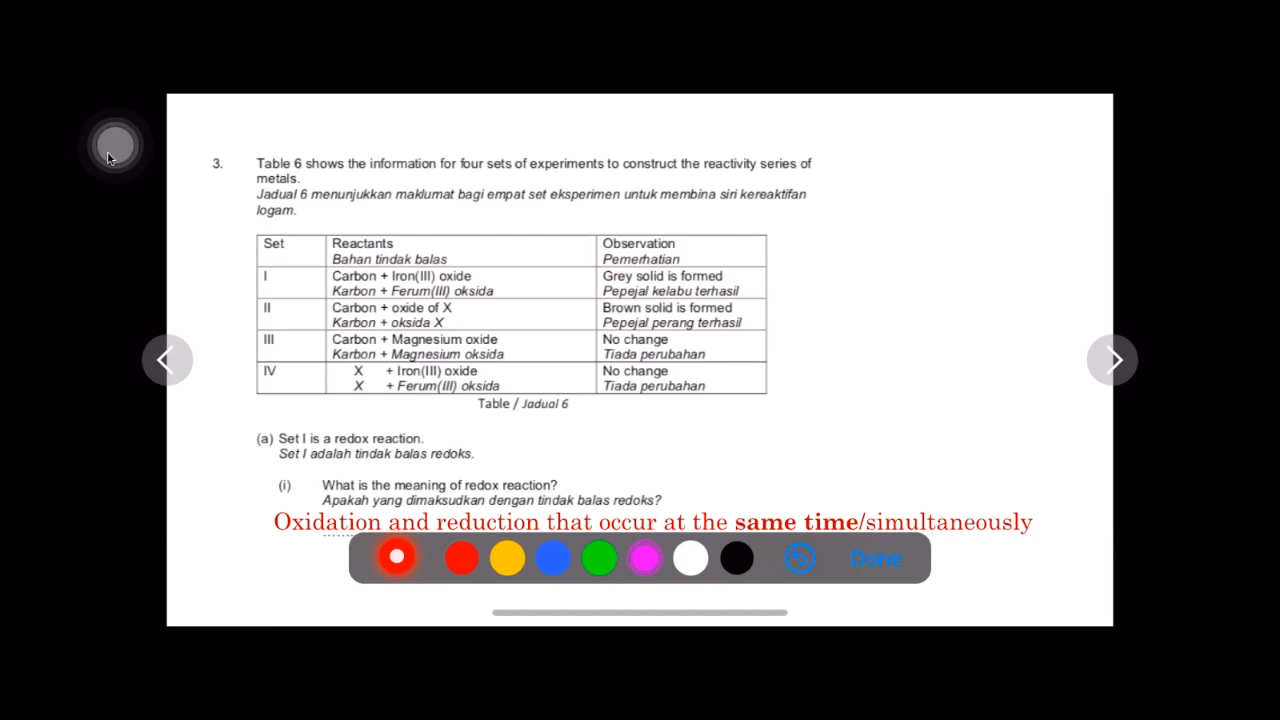 3. Table 6 shows the information for four sets of experiments to construct the reactivity series of
metals.
Jadual 6 menunjukkan maklumat bagi empat set eksperimen untuk membina siri kereaktifan
logam.
Set Reactants Observation
Bahan tindak balas Pemerhatian
I Carbon + Iron(III) oxide Grey solid is formed
Karbon + Ferum(III) oksida Pepejal kelabu terhasil
II Carbon + oxide of X Brown solid is formed
Karbon + oksida X Pepejal perang terhasil
III Carbon + Magnesium oxide No change
Karbon + Magnesium oksida Tiada perubahan
IV X + Iron(III) oxide No change
X + Ferum(III) oksida Tiada perubahan
Table / Jadual 6
(a) Set I is a redox reaction.
Set I adalah tindak balas redoks.
(i) What is the meaning of redox reaction?
Apakah yang dimaksudkan dengan tindak balas redoks?
Oxidation and reduction that occur at the same time/simultaneously
Done